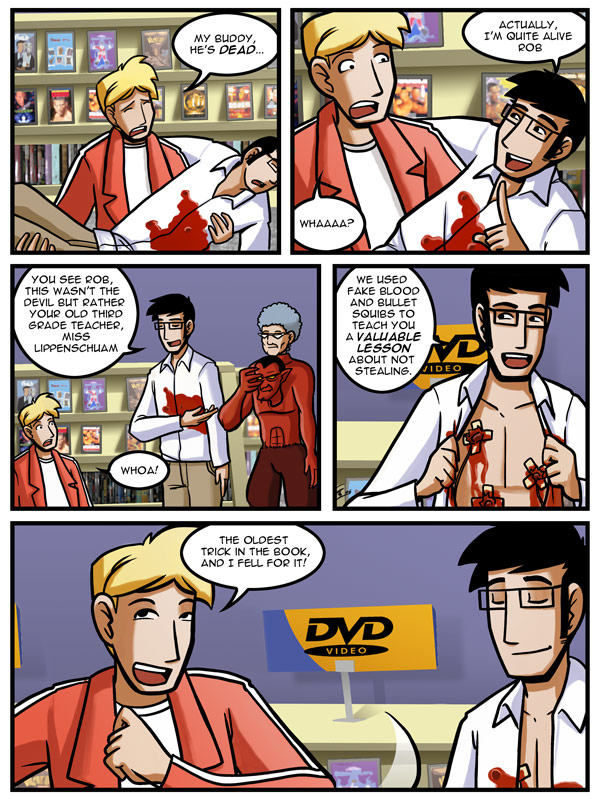 MY BUDDY,
HE'S DEAD...
ACTUALLY,
I'M QUITE ALIVE
ROB
WHAAAA?
YOU SEE ROB,
THIS WASN'T THE
DEVIL BUT RATHER
YOUR OLD THIRD
GRADE TEACHER,
MISS
LIPPENSCHUAM
WHOA!
WE USED
FAKE BLOOD
AND BULLET
SQUIBS TO
TEACH YOU
A VALUABLE
LESSON
ABOUT NOT
STEALING.
DVD
VIDEO
THE OLDEST
TRICK IN THE BOOK,
AND I FELL FOR IT!
DVD
VIDEO